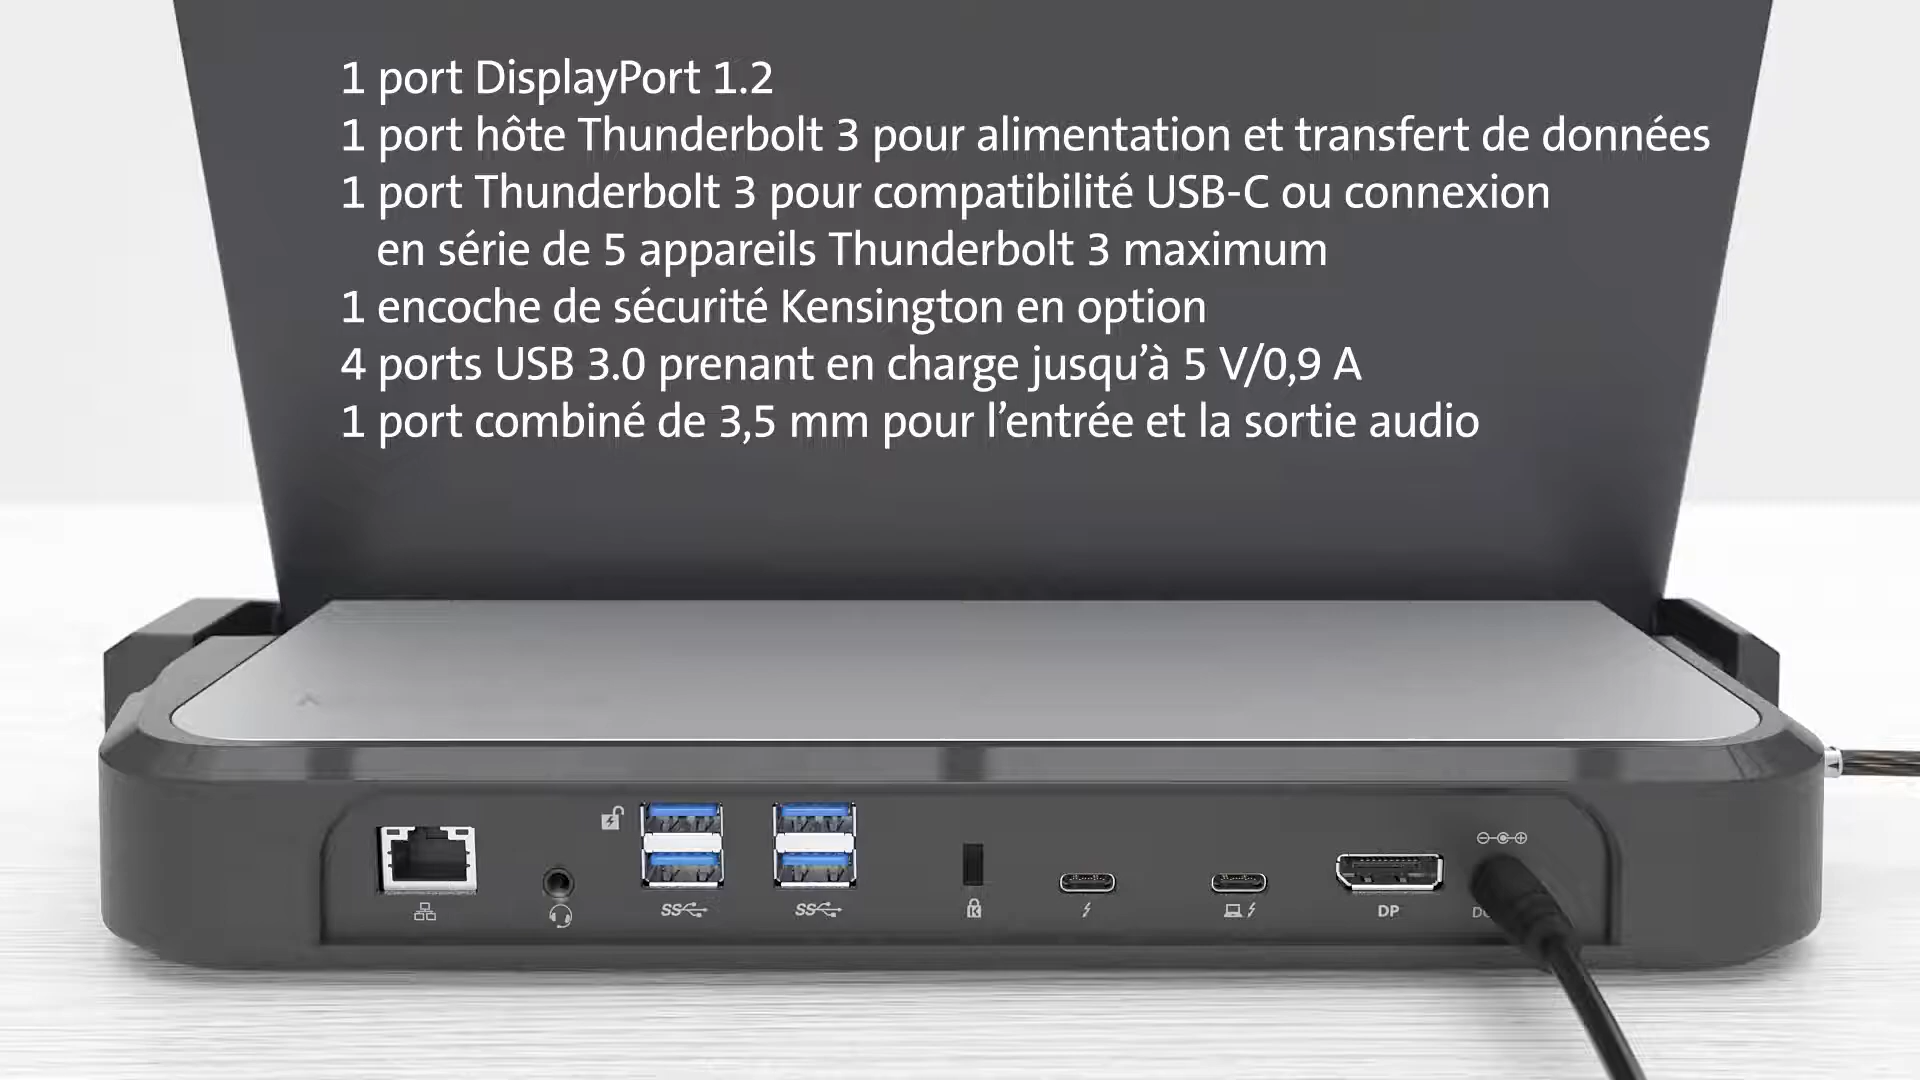 1 port DisplayPort 1.2
1 port hôte Thunderbolt 3 pour alimentation et transfert de données
1 port Thunderbolt 3 pour compatibilité USB-C ou connexion
en série de 5 appareils Thunderbolt 3 maximum
1 encoche de sécurité Kensington en option
4 ports USB 3.0 prenant en charge jusqu’à 5 V/0,9 A
1 port combiné de 3,5 mm pour l’entrée et la sortie audio
SS SS K DP